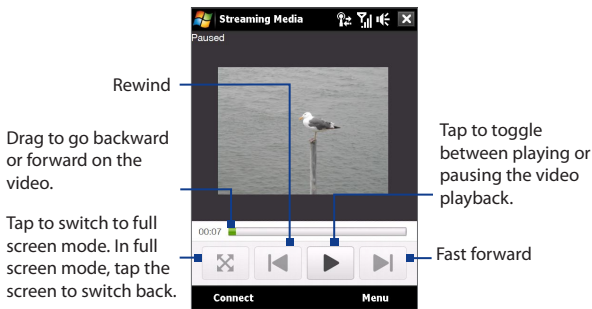 Streaming Media
Paused
Rewind
Drag to go backward
or forward on the
video.
Tap to toggle
between playing or
pausing the video
playback.
00:07
Tap to switch to full
screen mode. In full
screen mode, tap the
screen to switch back.
Fast forward
Connect
Menu